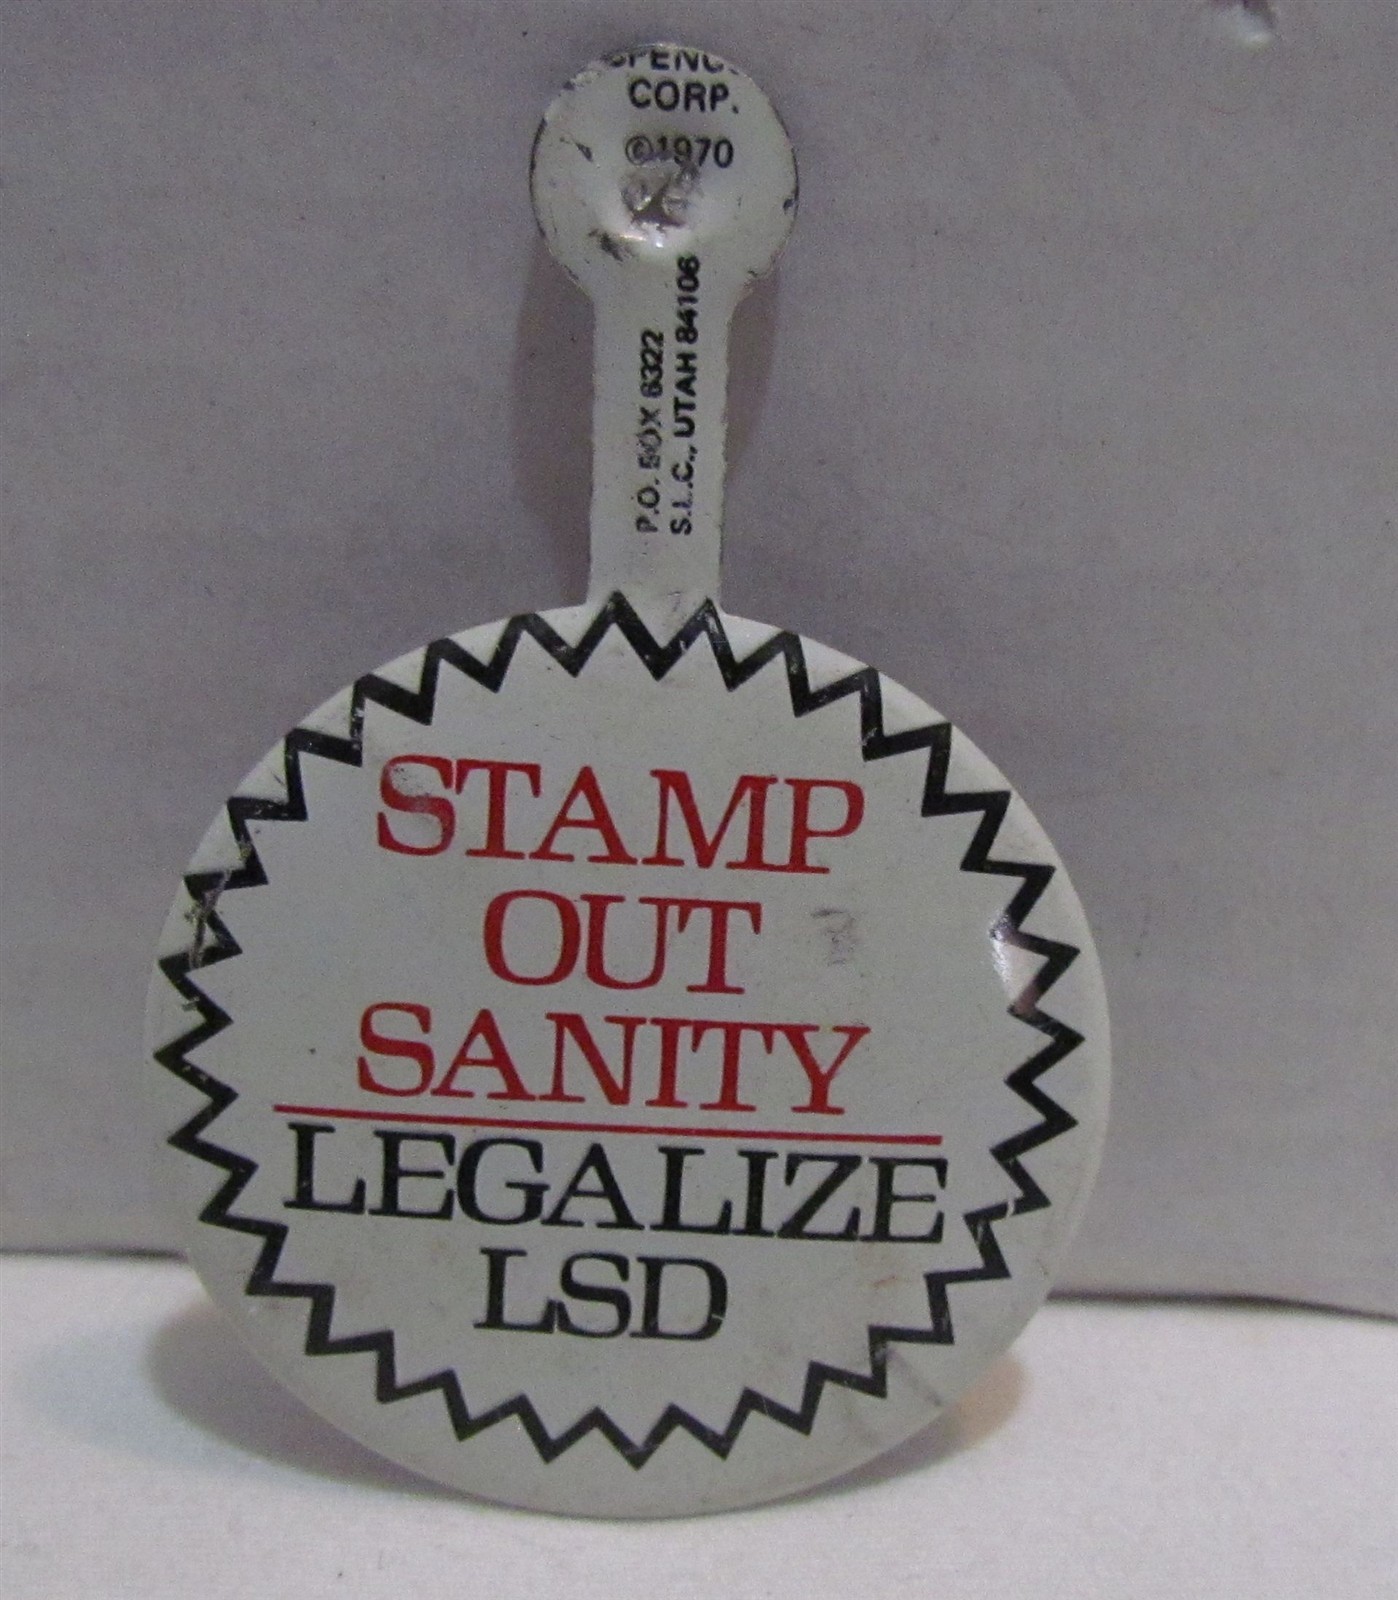 CORP.
©1970
P.O. BOX 6322
S.L.C., UTAH 84106
STAMP
OUT
SANITY
LEGALIZE
LSD